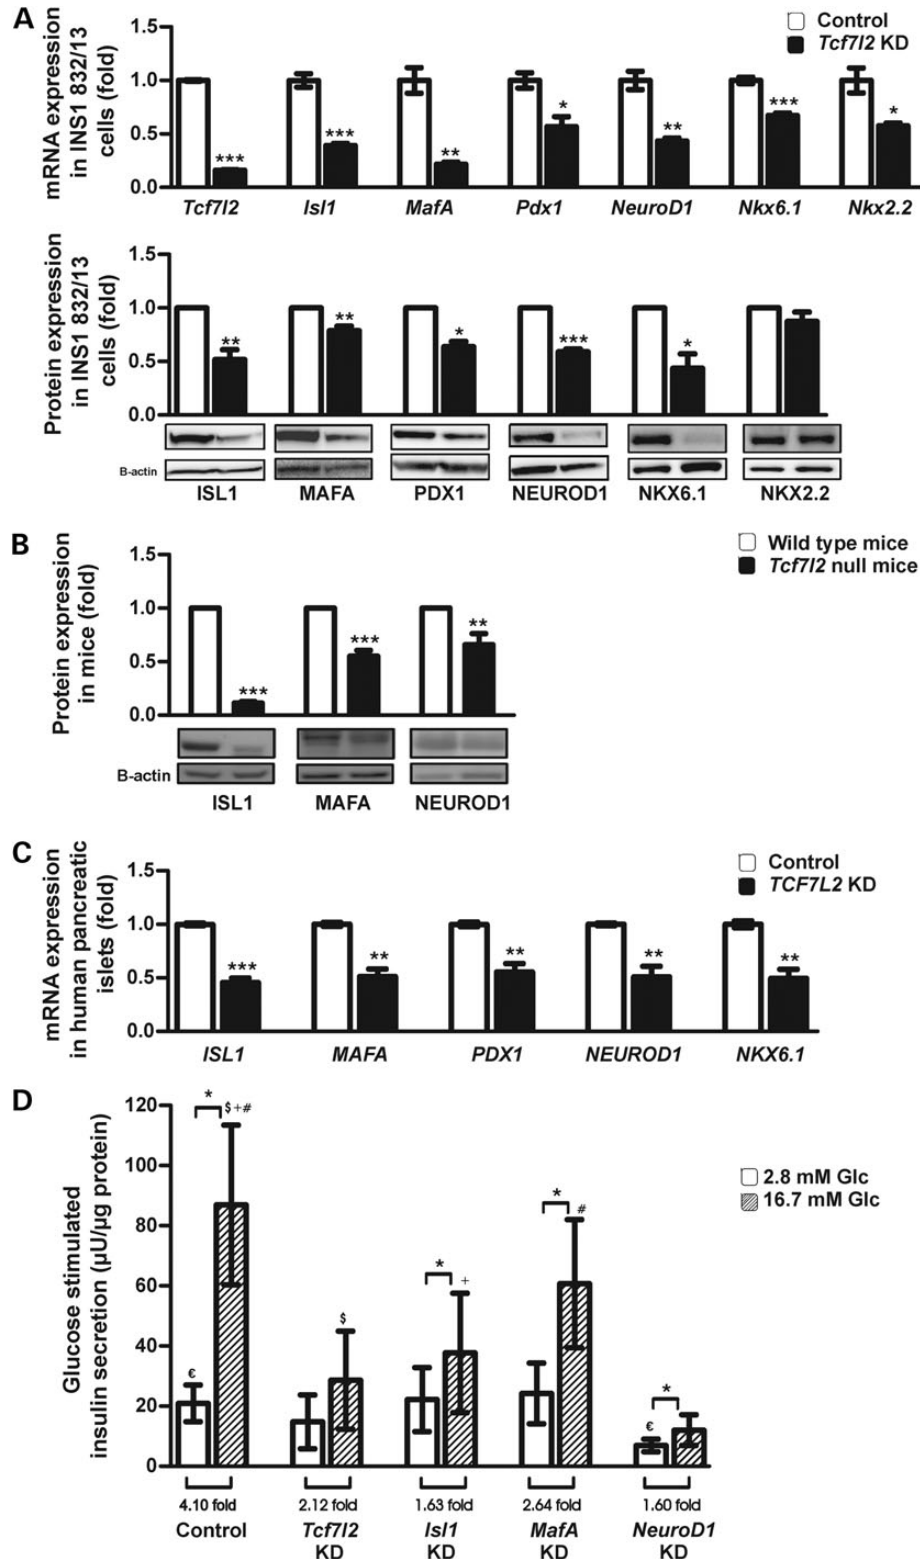 A
mRNA expression
in INS1 832/13
cells (fold)
Control
Tcf7l2 KD
1.5
1.0
0.5
0.0
*** *** ** * ** *** *
Tcf7l2 Isl1 MafA Pdx1 NeuroD1 Nkx6.1 Nkx2.2
Protein expression
in INS1 832/13
cells (fold)
1.5
1.0
0.5
0.0
** ** * *** *
B-actin
ISL1 MAFA PDX1 NEUROD1 NKX6.1 NKX2.2
B
Protein expression
in mice (fold)
Wild type mice
Tcf7l2 null mice
1.5
1.0
0.5
0.0
*** *** **
B-actin
ISL1 MAFA NEUROD1
C
mRNA expression
in human pancreatic
islets (fold)
Control
TCF7L2 KD
1.5
1.0
0.5
0.0
*** ** ** ** **
ISL1 MAFA PDX1 NEUROD1 NKX6.1
D
Glucose stimulated
insulin secretion (µU/µg protein)
2.8 mM Glc
16.7 mM Glc
120
100
80
60
40
20
0
* $+#
* #
* +
$
€
* €
4.10 fold 2.12 fold 1.63 fold 2.64 fold 1.60 fold
Control Tcf7l2 Isl1 MafA NeuroD1
KD KD KD KD